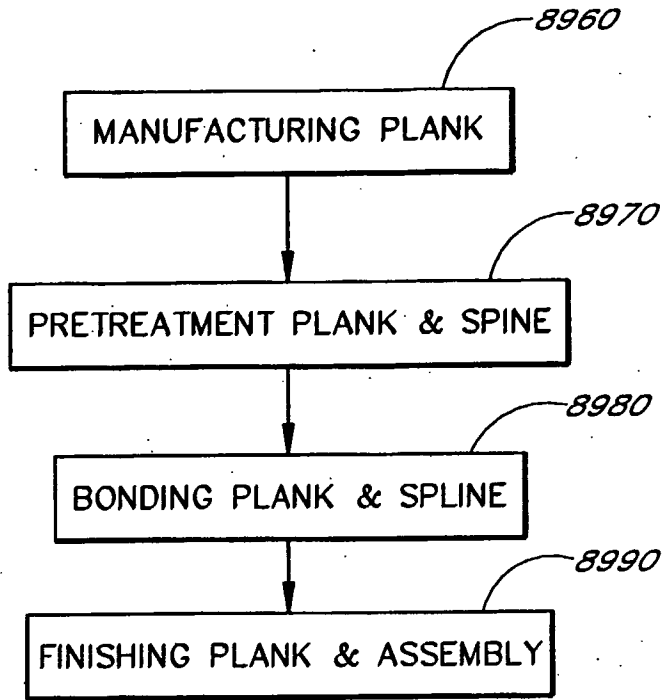 8960
MANUFACTURING PLANK
8970
PRETREATMENT PLANK & SPINE
8980
BONDING PLANK & SPLINE
8990
FINISHING PLANK & ASSEMBLY